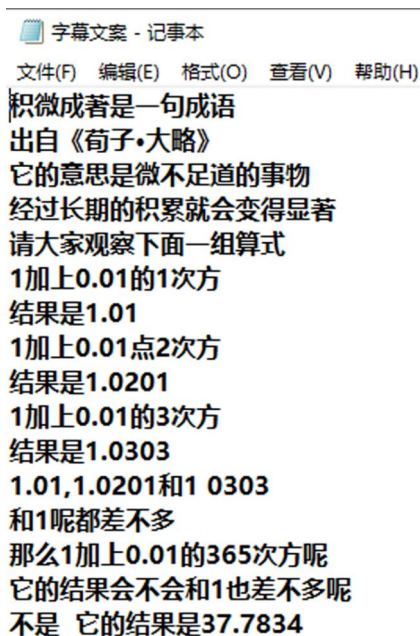 字幕文案 - 记事本
文件(F) 编辑(E) 格式(O) 查看(V) 帮助(H)
积微成著是一句成语
出自《荀子•大略》
它的意思是微不足道的事物
经过长期的积累就会变得显著
请大家观察下面一组算式
1加上0.01的1次方
结果是1.01
1加上0.01点2次方
结果是1.0201
1加上0.01的3次方
结果是1.0303
1.01,1.0201和1 0303
和1呢都差不多
那么1加上0.01的365次方呢
它的结果会不会和1也差不多呢
不是 它的结果是37.7834